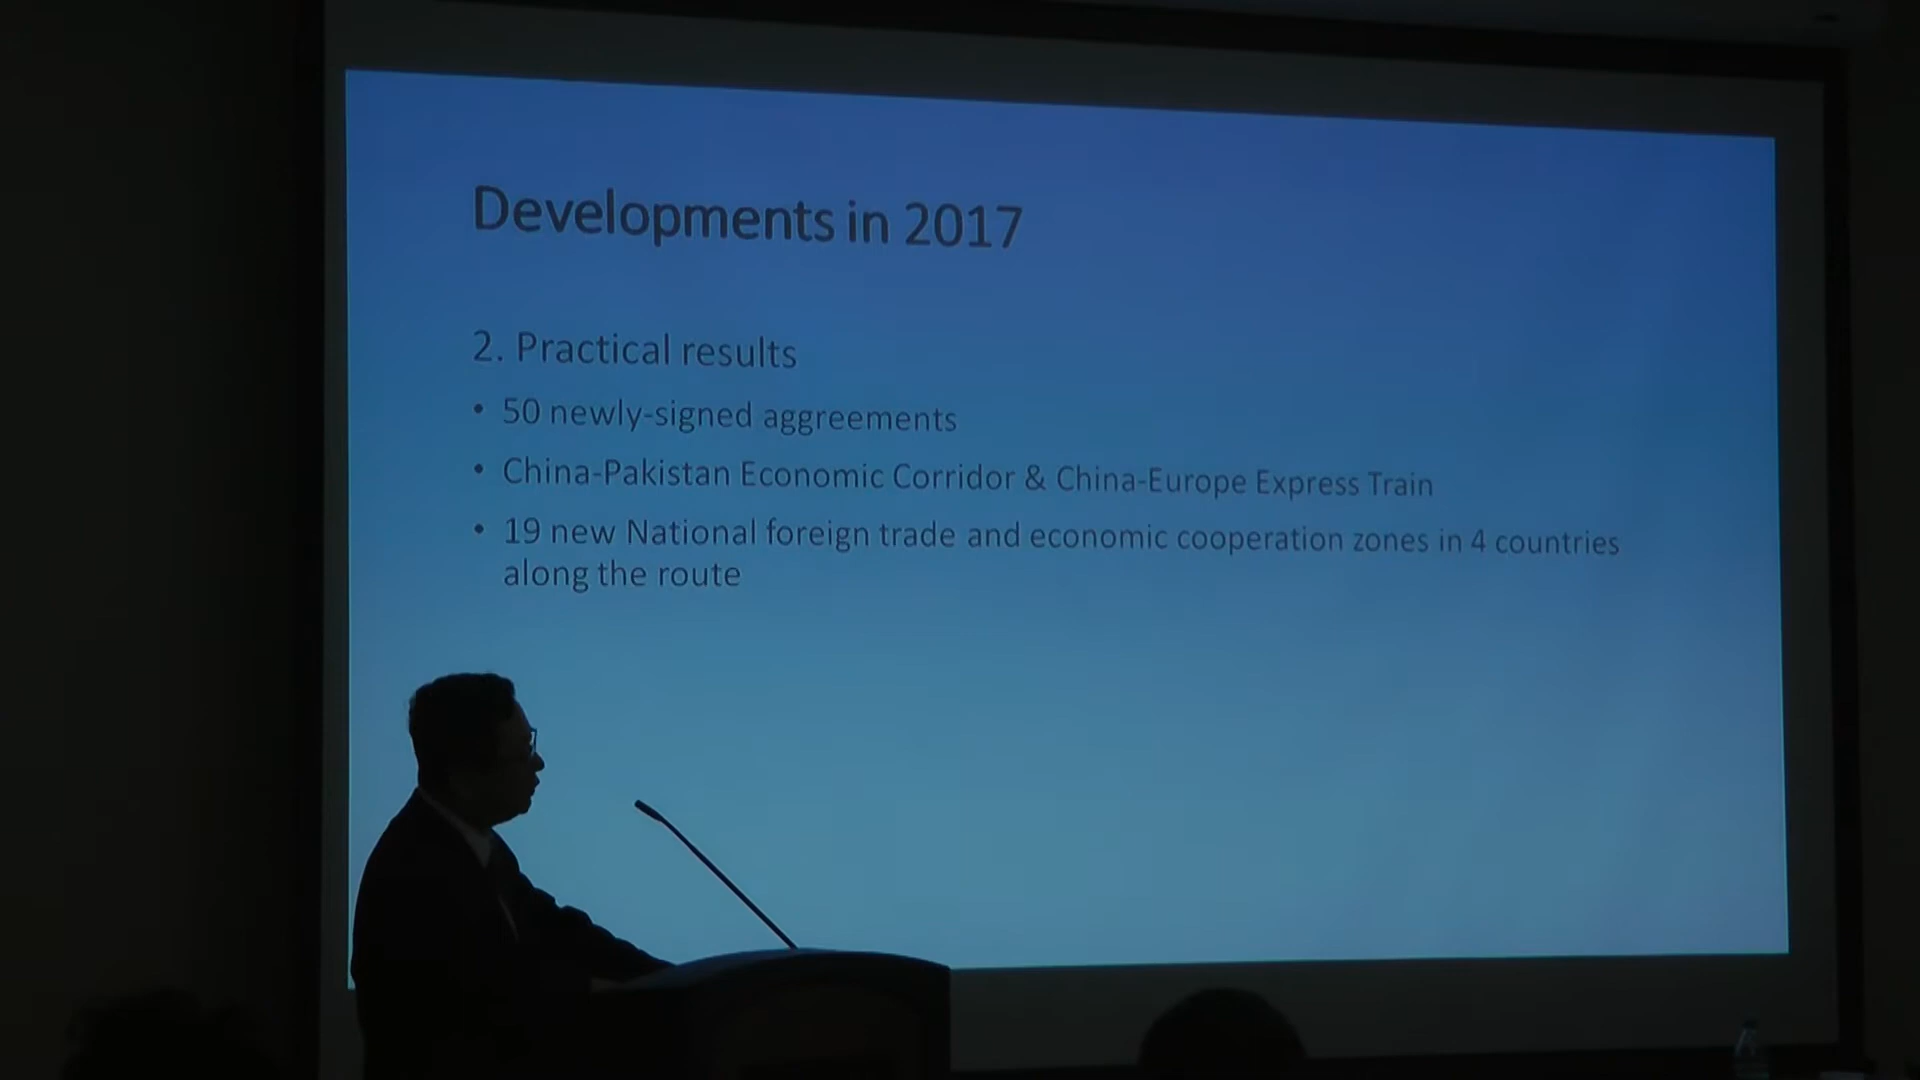 Developments in 2017
2. Practical results
• 50 newly-signed aggreements
• China-Pakistan Economic Corridor & China-Europe Express Train
• 19 new National foreign trade and economic cooperation zones in 4 countries
along the route